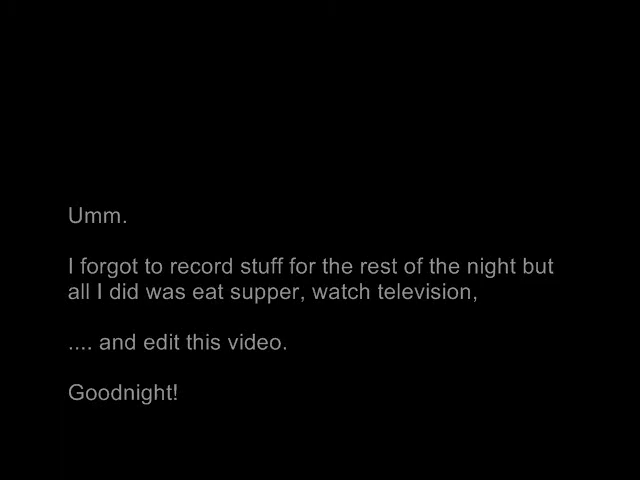 Umm.
I forgot to record stuff for the rest of the night but
all I did was eat supper, watch television,
.... and edit this video.
Goodnight!